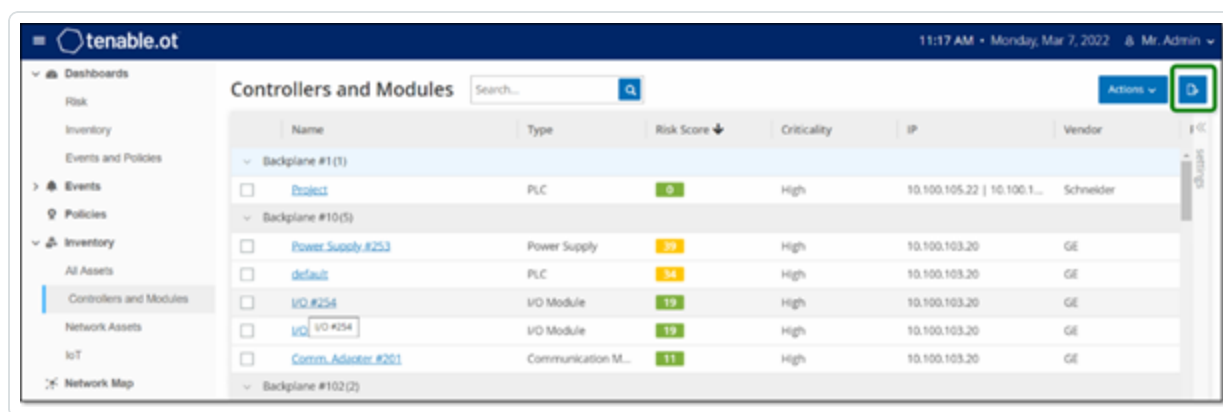 tenable.ot 11:17 AM • Monday, Mar 7, 2022 Mr. Admin
Dashboards
Risk
Inventory
Events and Policies
Events
Policies
Inventory
All Assets
Controllers and Modules
Network Assets
IoT
Network Map
Controllers and Modules Search... Actions
Name Type Risk Score Criticality IP Vendor
Backplane #1(1)
Project PLC 0 High 10.100.105.22 | 10.100.1... Schneider
Backplane #10(5)
Power Supply #253 Power Supply 39 High 10.100.103.20 GE
default PLC 34 High 10.100.103.20 GE
I/O #254 I/O Module 19 High 10.100.103.20 GE
I/O I/O #254 I/O Module 19 High 10.100.103.20 GE
Comm. Adapter #201 Communication M... 11 High 10.100.103.20 GE
Backplane #102(2)
settings